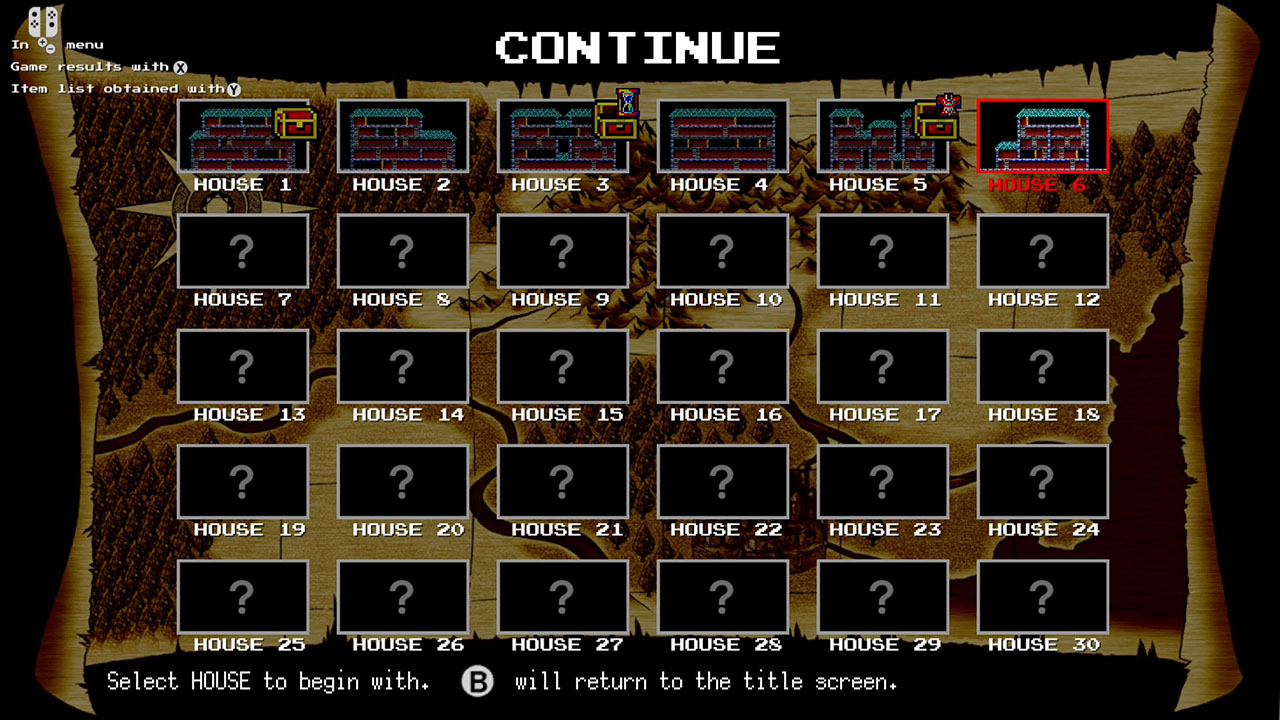 CONTINUE
In menu
Game results with X
Item list obtained with Y
HOUSE 1 HOUSE 2 HOUSE 3 HOUSE 4 HOUSE 5 HOUSE 6
? ? ? ? ? ?
HOUSE 7 HOUSE 8 HOUSE 9 HOUSE 10 HOUSE 11 HOUSE 12
? ? ? ? ? ?
HOUSE 13 HOUSE 14 HOUSE 15 HOUSE 16 HOUSE 17 HOUSE 18
? ? ? ? ? ?
HOUSE 19 HOUSE 20 HOUSE 21 HOUSE 22 HOUSE 23 HOUSE 24
? ? ? ? ? ?
HOUSE 25 HOUSE 26 HOUSE 27 HOUSE 28 HOUSE 29 HOUSE 30
Select HOUSE to begin with. B will return to the title screen.